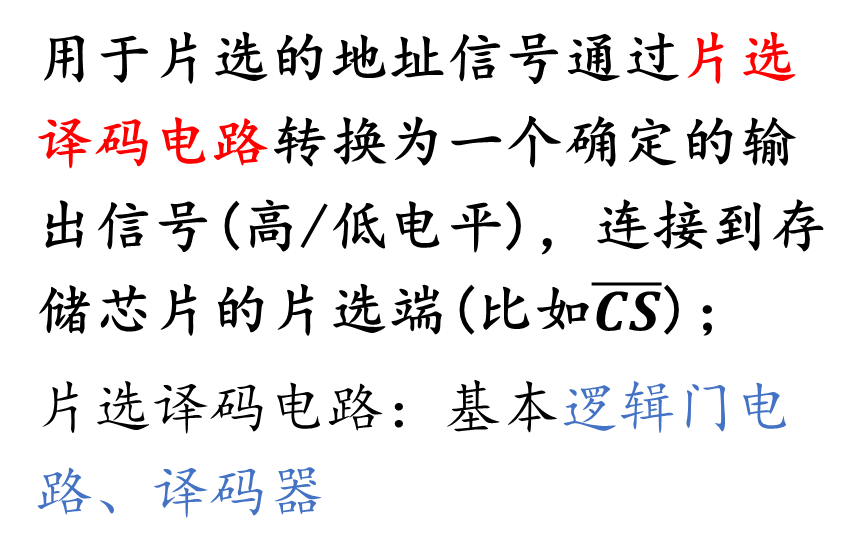 用于片选的地址信号通过片选
译码电路转换为一个确定的输
出信号(高/低电平)，连接到存
储芯片的片选端(比如C̅S̅)；
片选译码电路：基本逻辑门电
路、译码器